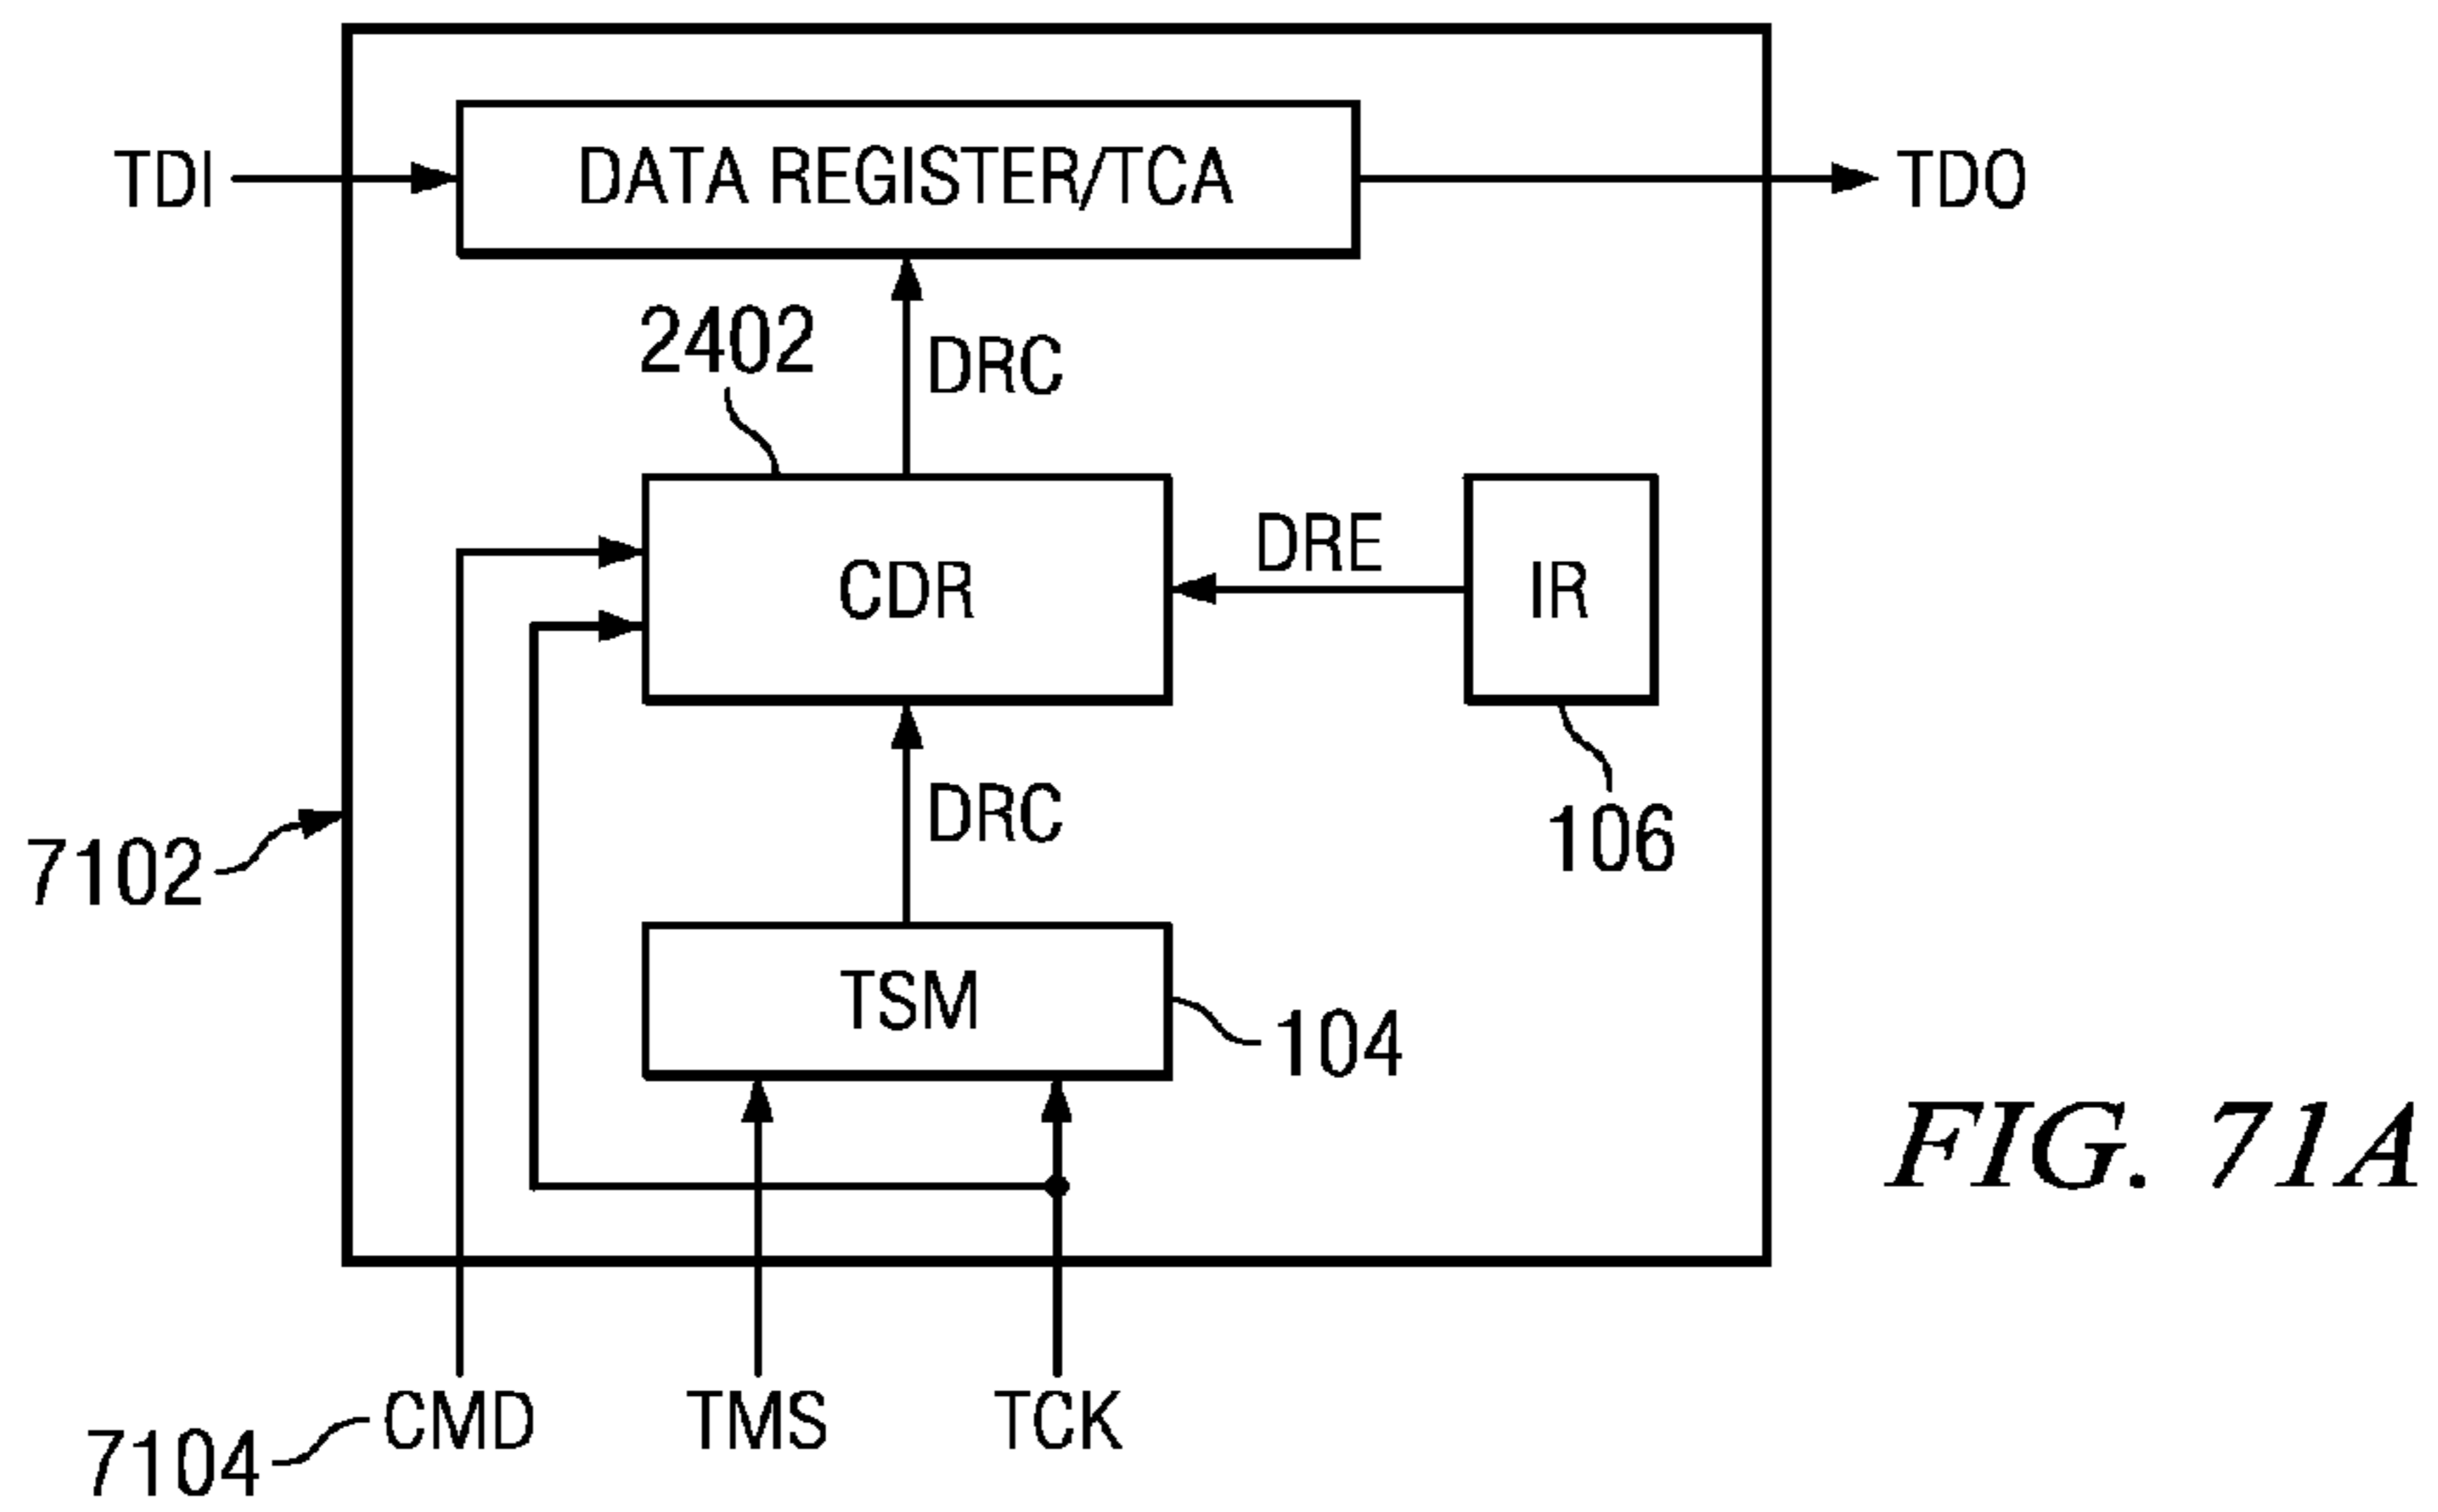 TDI
DATA REGISTER/TCA
TDO
2402
DRC
DRE
CDR
IR
DRC
106
7102
TSM
104
FIG. 71A
CMD
TMS
TCK
7104